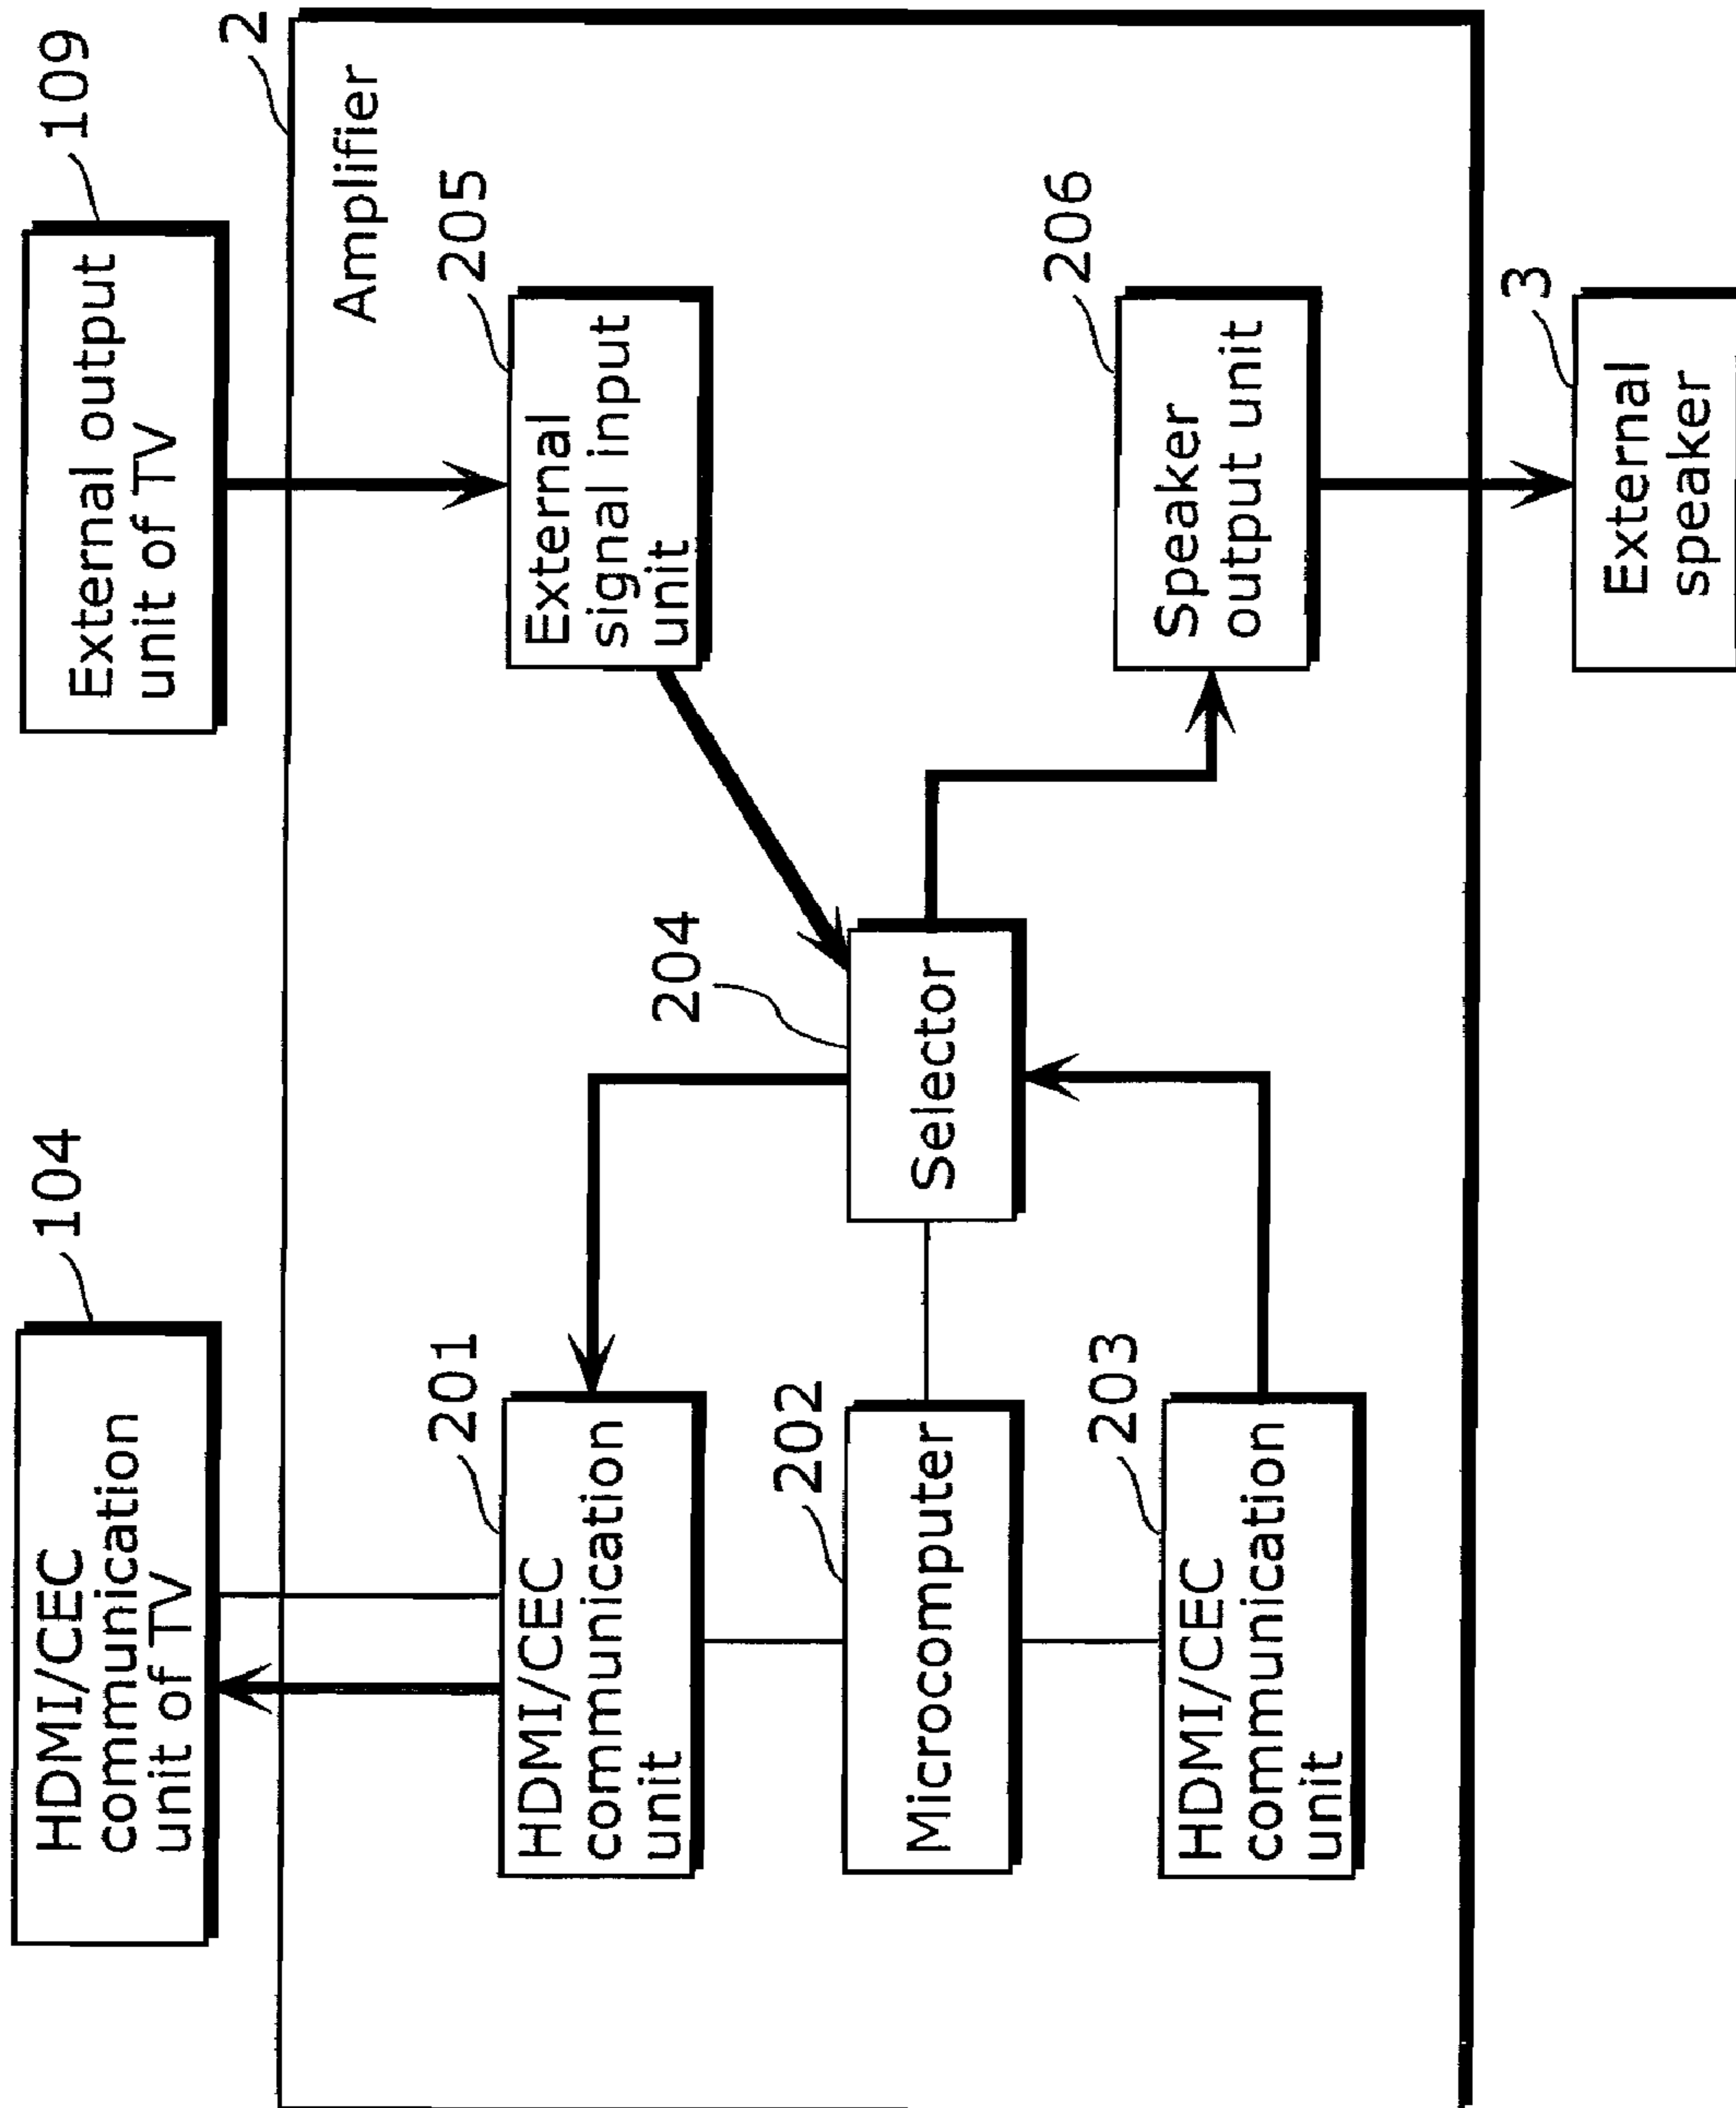 104
HDMI/CEC
communication
unit of TV
109
External output
unit of TV
2
Amplifier
201
HDMI/CEC
communication
unit
205
External
signal input
unit
202
Microcomputer
204
Selector
203
HDMI/CEC
communication
unit
206
Speaker
output unit
3
External
speaker